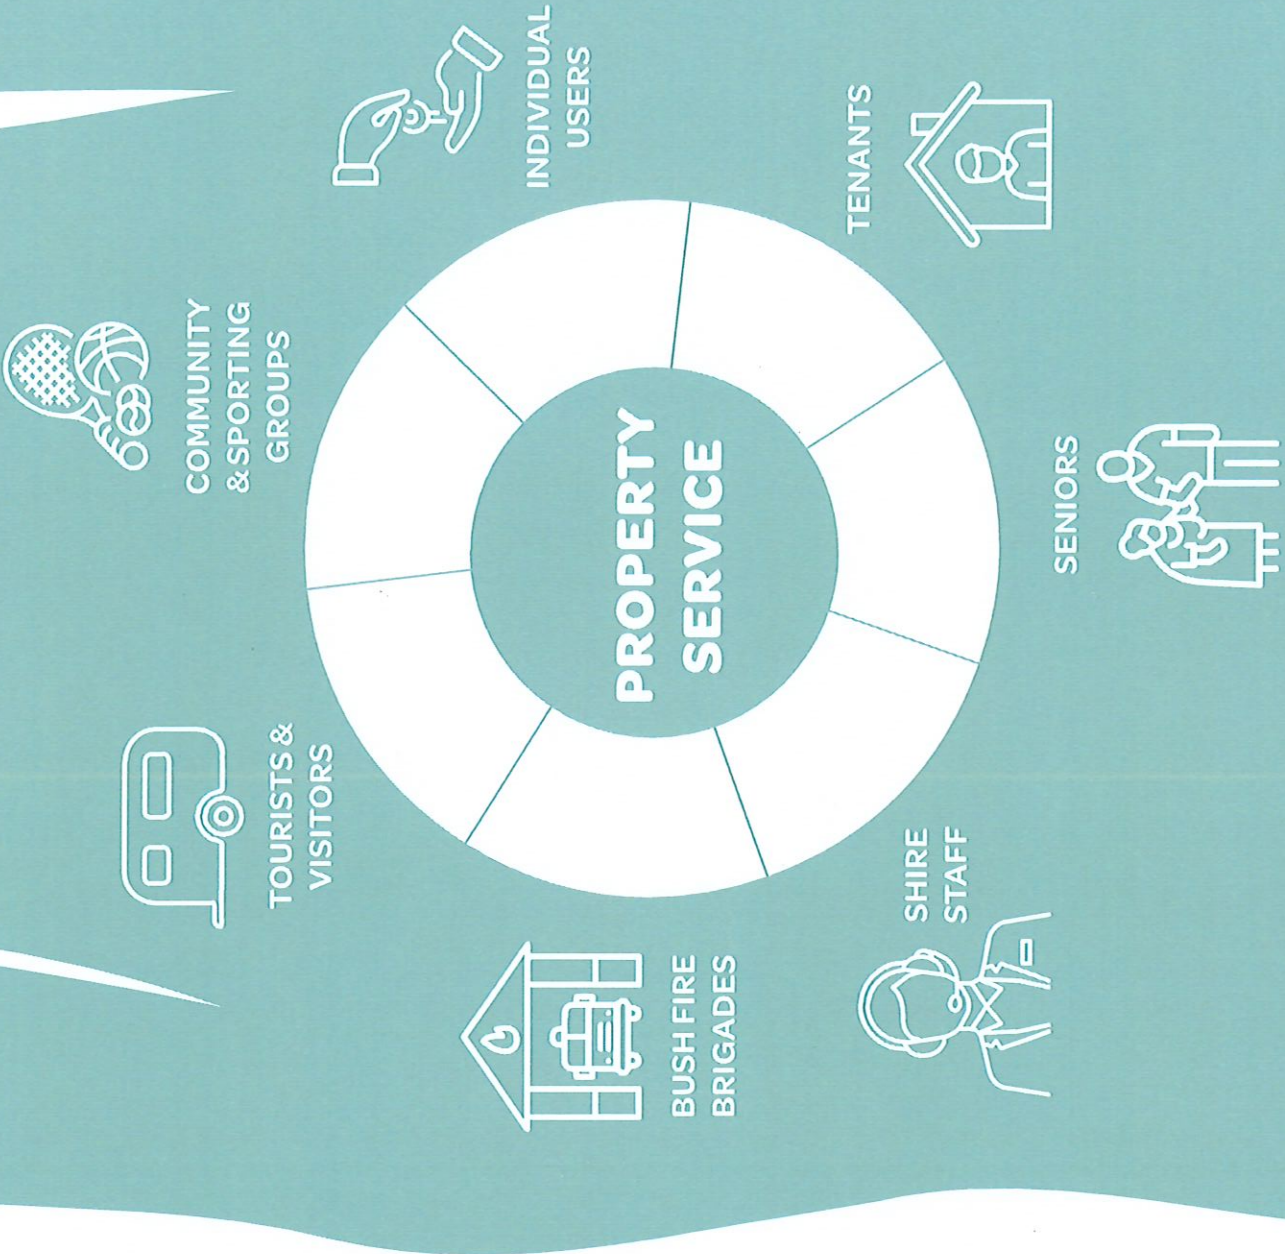 TOURISTS &
VISITORS
COMMUNITY
& SPORTING
GROUPS
INDIVIDUAL
USERS
PROPERTY
SERVICE
BUSH FIRE
BRIGADES
TENANTS
SHIRE
STAFF
SENIORS